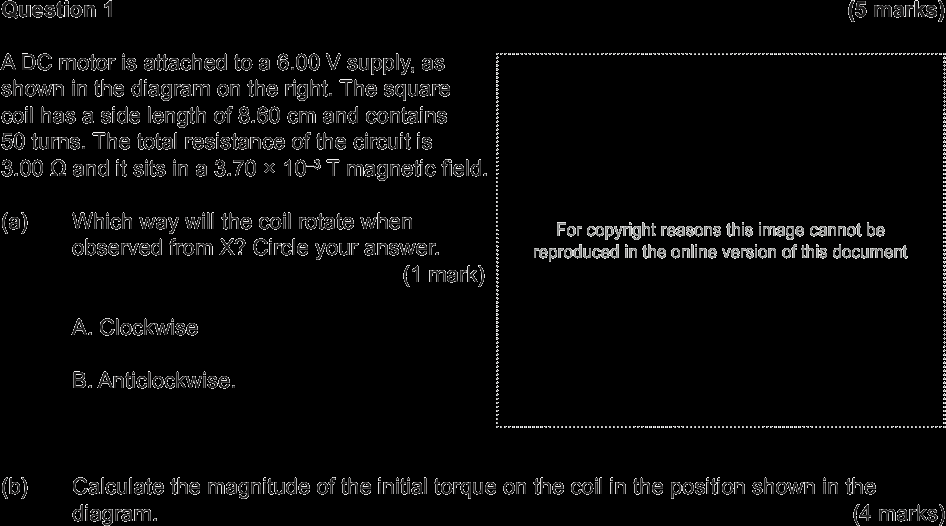 Question 1 (5 marks)
A DC motor is attached to a 6.00 V supply, as
shown in the diagram on the right. The square
coil has a side length of 8.60 cm and contains
50 turns. The total resistance of the circuit is
3.00 Ω and it sits in a 3.70 × 10⁻³ T magnetic field.
(a) Which way will the coil rotate when
observed from X? Circle your answer.
(1 mark)
A. Clockwise
B. Anticlockwise.
For copyright reasons this image cannot be
reproduced in the online version of this document
(b) Calculate the magnitude of the initial torque on the coil in the position shown in the
diagram. (4 marks)